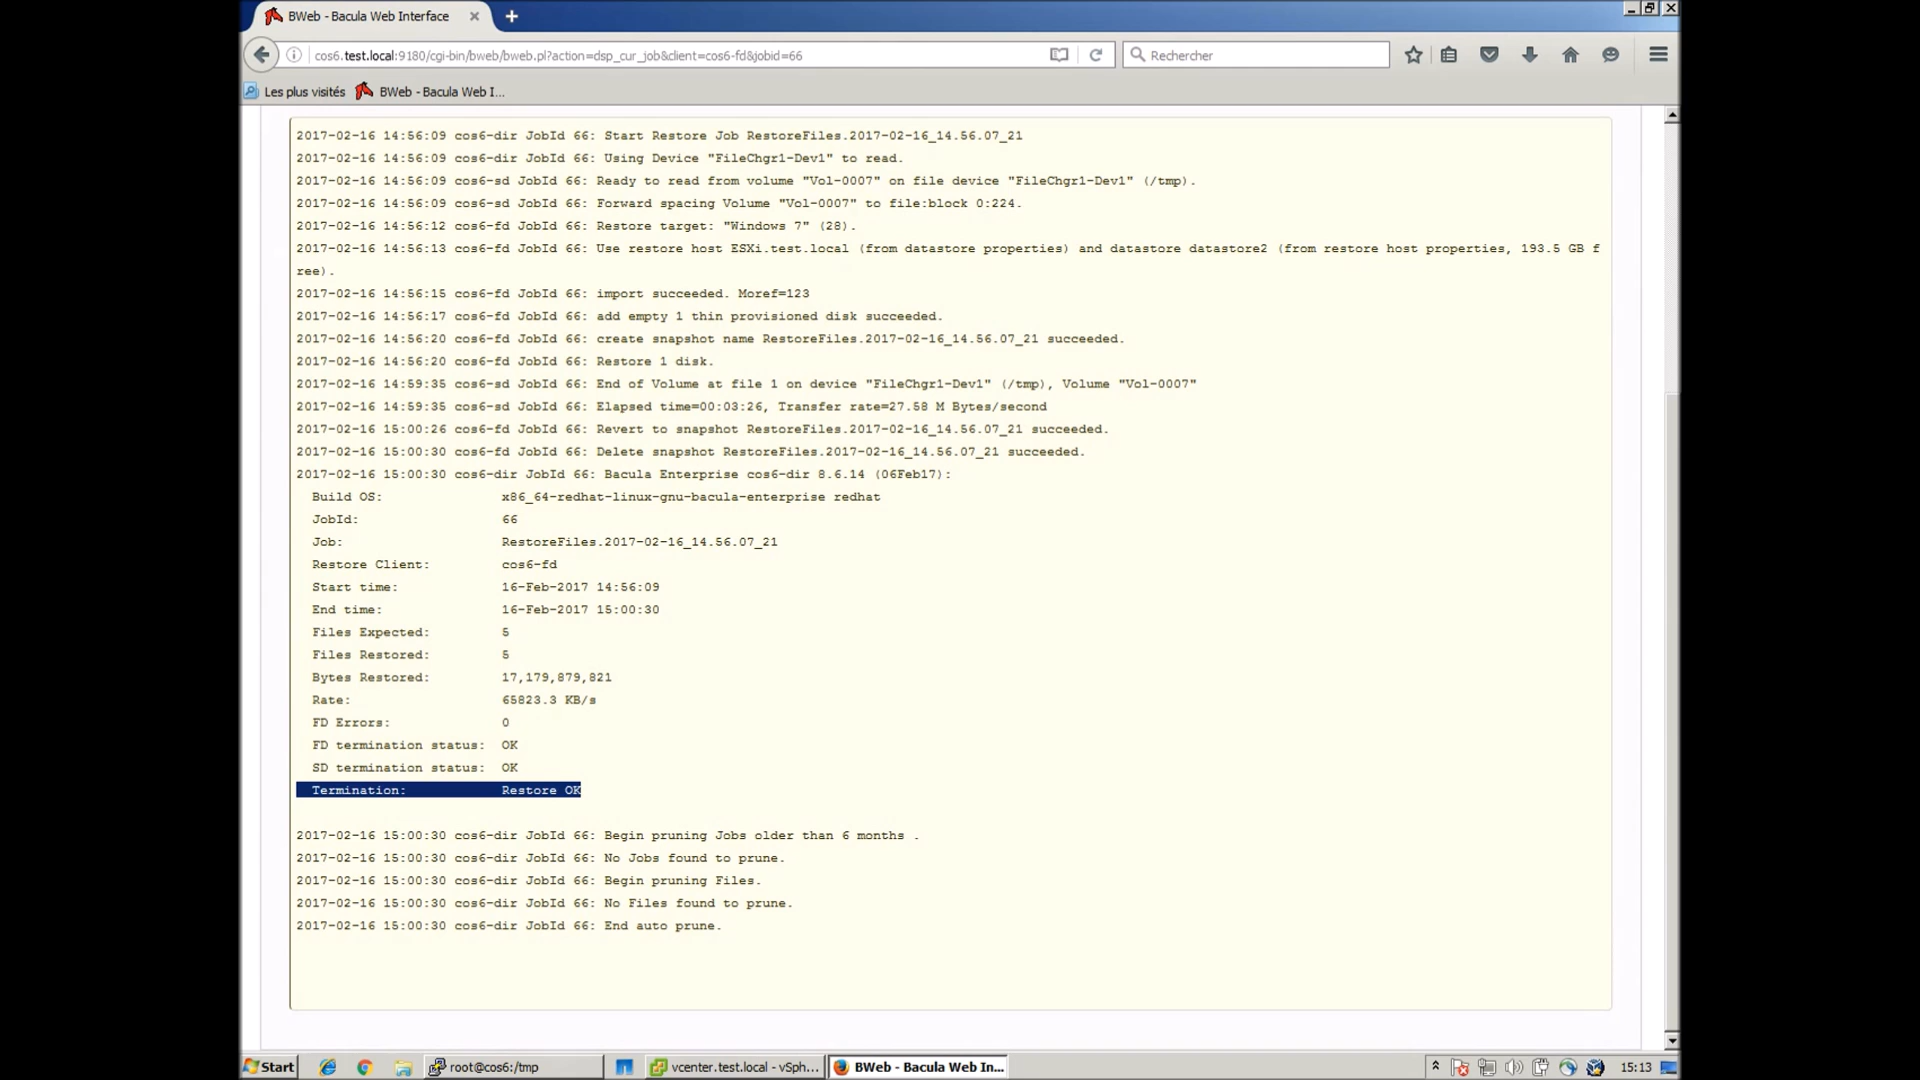 BWeb - Bacula Web Interface
cos6.test.local:9180/cgi-bin/bweb/bweb.pl?action=dsp_cur_job&client=cos6-fd&jobid=66
Rechercher
Les plus visités
BWeb - Bacula Web I...
2017-02-16 14:56:09 cos6-dir JobId 66: Start Restore Job RestoreFiles.2017-02-16_14.56.07_21
2017-02-16 14:56:09 cos6-dir JobId 66: Using Device "FileChgr1-Dev1" to read.
2017-02-16 14:56:09 cos6-sd JobId 66: Ready to read from volume "Vol-0007" on file device "FileChgr1-Dev1" (/tmp).
2017-02-16 14:56:09 cos6-sd JobId 66: Forward spacing Volume "Vol-0007" to file:block 0:224.
2017-02-16 14:56:12 cos6-fd JobId 66: Restore target: "Windows 7" (28).
2017-02-16 14:56:13 cos6-fd JobId 66: Use restore host ESXi.test.local (from datastore properties) and datastore datastore2 (from restore host properties, 193.5 GB f
ree).
2017-02-16 14:56:15 cos6-fd JobId 66: import succeeded. Moref=123
2017-02-16 14:56:17 cos6-fd JobId 66: add empty 1 thin provisioned disk succeeded.
2017-02-16 14:56:20 cos6-fd JobId 66: create snapshot name RestoreFiles.2017-02-16_14.56.07_21 succeeded.
2017-02-16 14:56:20 cos6-fd JobId 66: Restore 1 disk.
2017-02-16 14:59:35 cos6-sd JobId 66: End of Volume at file 1 on device "FileChgr1-Dev1" (/tmp), Volume "Vol-0007"
2017-02-16 14:59:35 cos6-sd JobId 66: Elapsed time=00:03:26, Transfer rate=27.58 M Bytes/second
2017-02-16 15:00:26 cos6-fd JobId 66: Revert to snapshot RestoreFiles.2017-02-16_14.56.07_21 succeeded.
2017-02-16 15:00:30 cos6-fd JobId 66: Delete snapshot RestoreFiles.2017-02-16_14.56.07_21 succeeded.
2017-02-16 15:00:30 cos6-dir JobId 66: Bacula Enterprise cos6-dir 8.6.14 (06Feb17):
Build OS: x86_64-redhat-linux-gnu-bacula-enterprise redhat
JobId: 66
Job: RestoreFiles.2017-02-16_14.56.07_21
Restore Client: cos6-fd
Start time: 16-Feb-2017 14:56:09
End time: 16-Feb-2017 15:00:30
Files Expected: 5
Files Restored: 5
Bytes Restored: 17,179,879,821
Rate: 65823.3 KB/s
FD Errors: 0
FD termination status: OK
SD termination status: OK
Termination: Restore OK
2017-02-16 15:00:30 cos6-dir JobId 66: Begin pruning Jobs older than 6 months .
2017-02-16 15:00:30 cos6-dir JobId 66: No Jobs found to prune.
2017-02-16 15:00:30 cos6-dir JobId 66: Begin pruning Files.
2017-02-16 15:00:30 cos6-dir JobId 66: No Files found to prune.
2017-02-16 15:00:30 cos6-dir JobId 66: End auto prune.
Start
root@cos6:/tmp
vcenter.test.local - vSph...
BWeb - Bacula Web In...
15:13